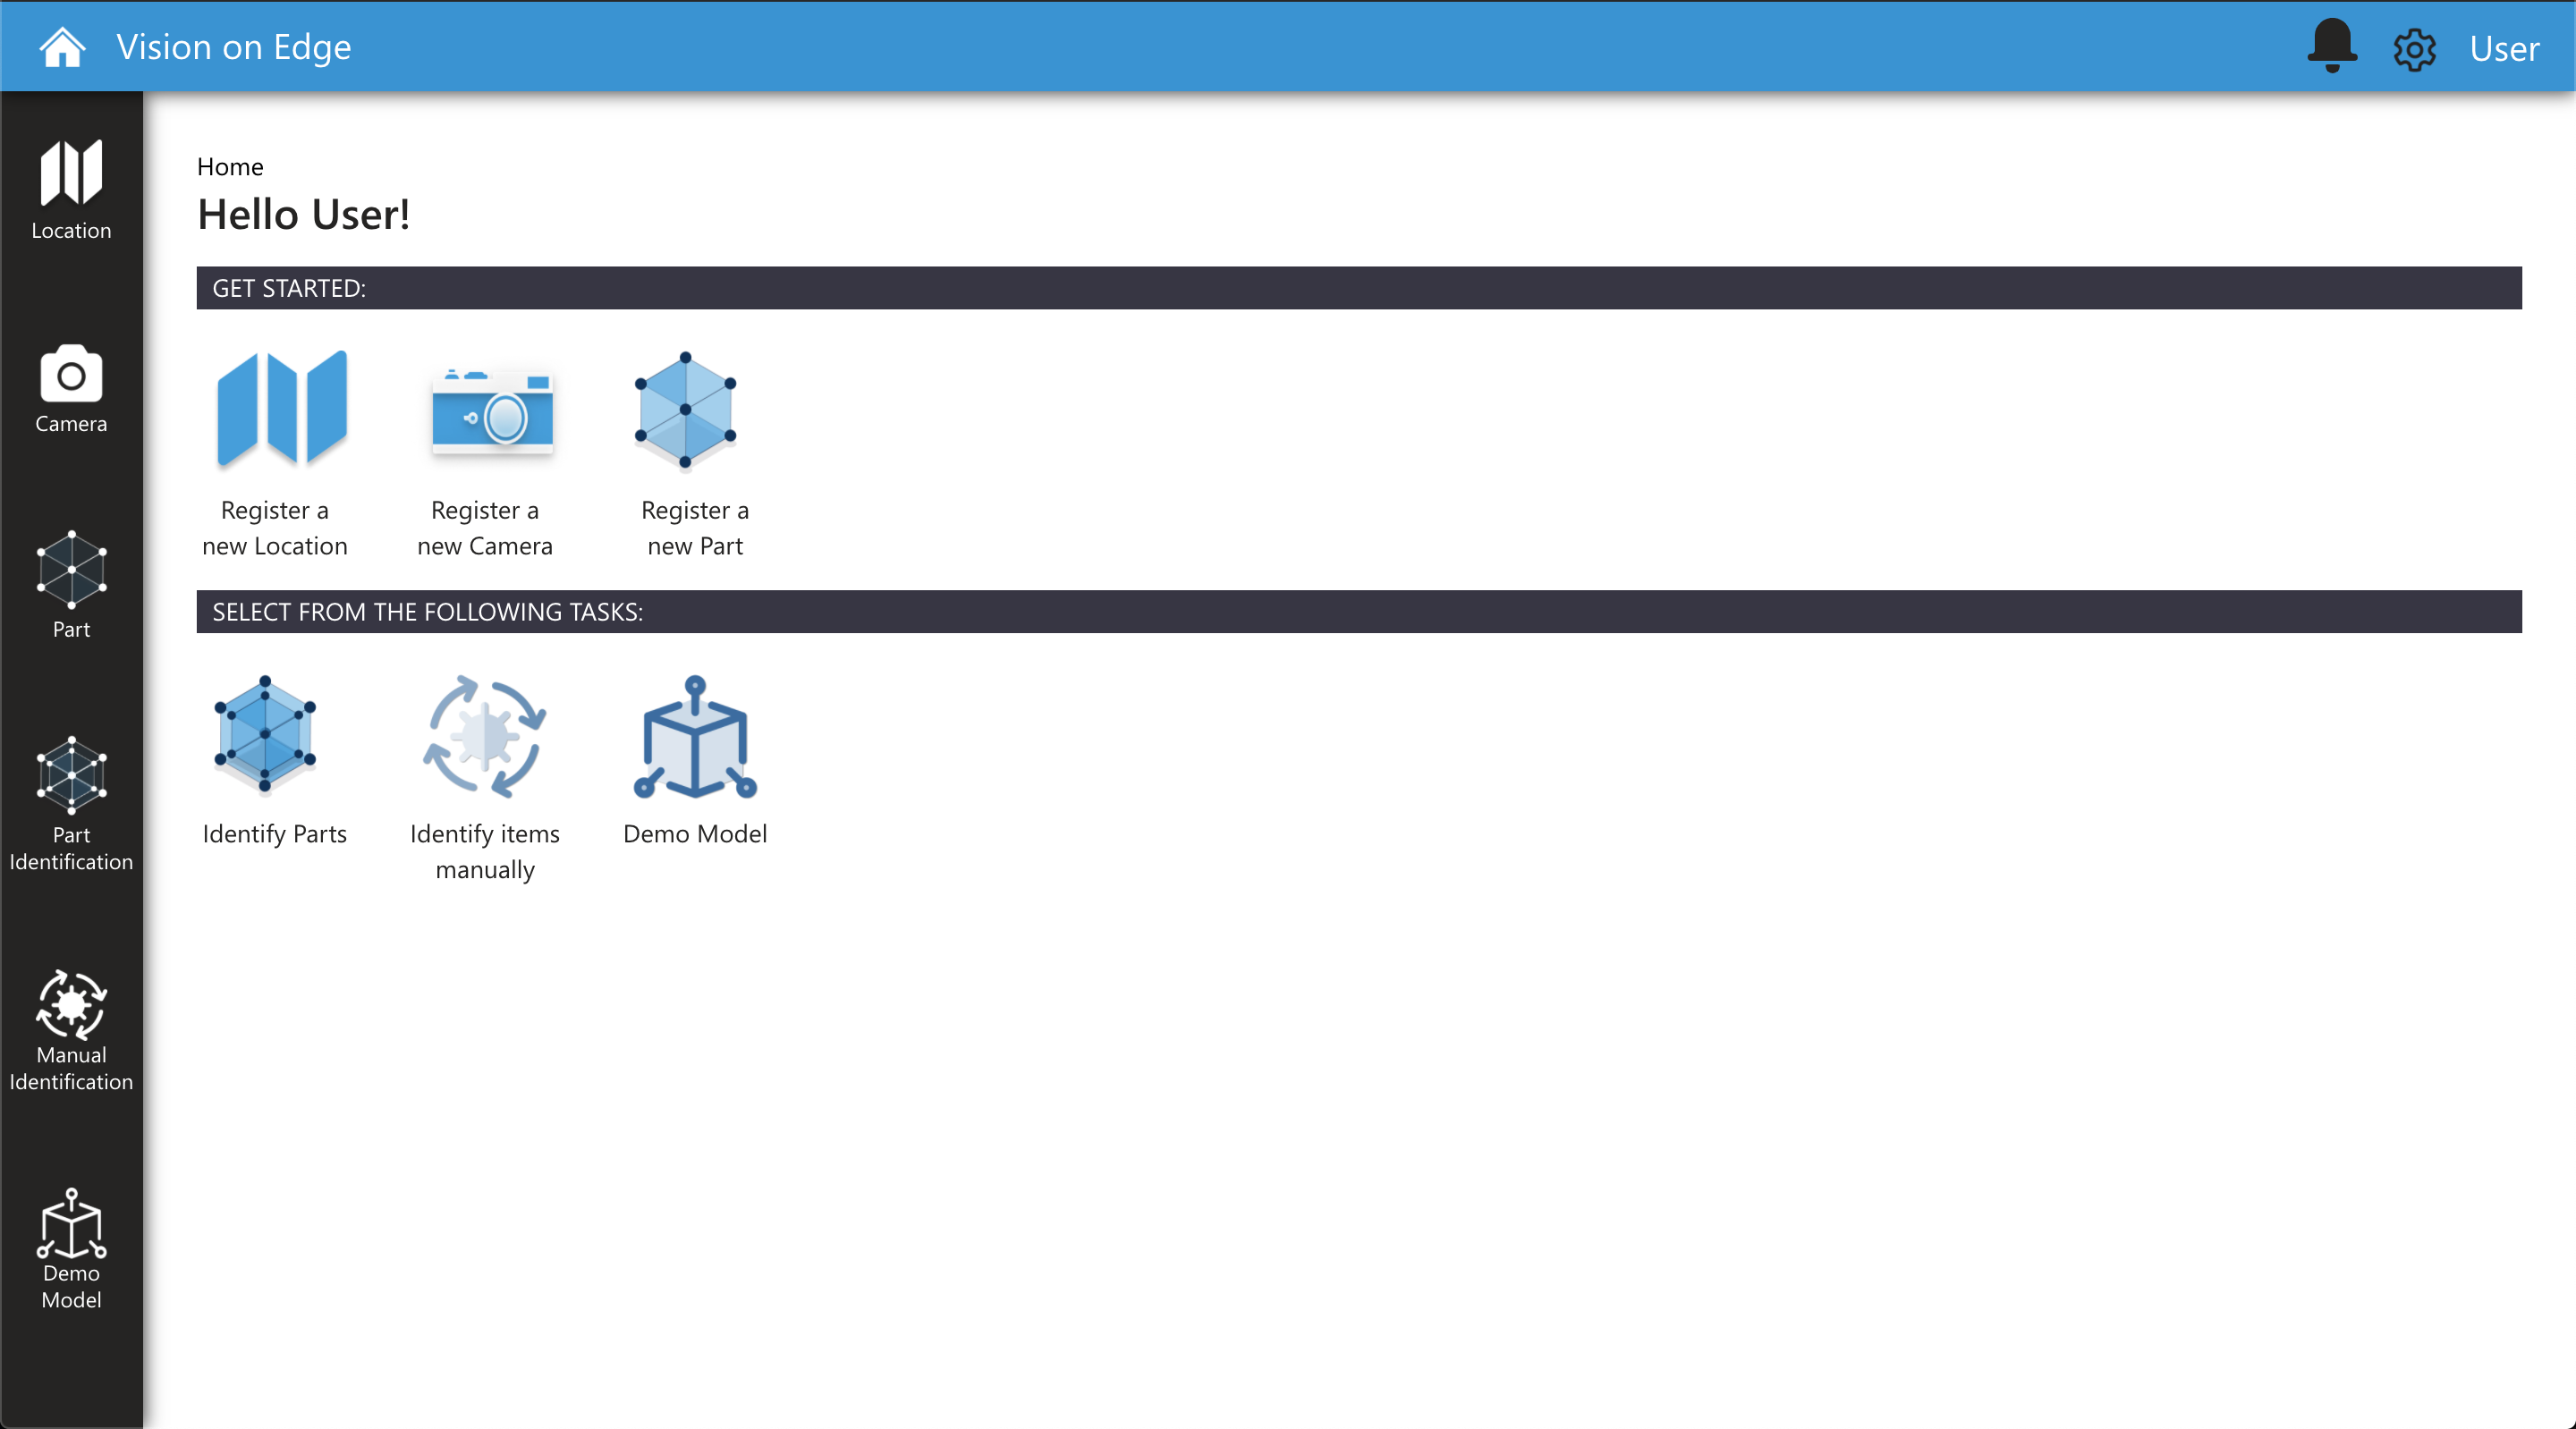 Vision on Edge
User
Location
Camera
Part
Part
Identification
Manual
Identification
Demo
Model
Home
Hello User!
GET STARTED:
Register a
new Location
Register a
new Camera
Register a
new Part
SELECT FROM THE FOLLOWING TASKS:
Identify Parts
Identify items
manually
Demo Model